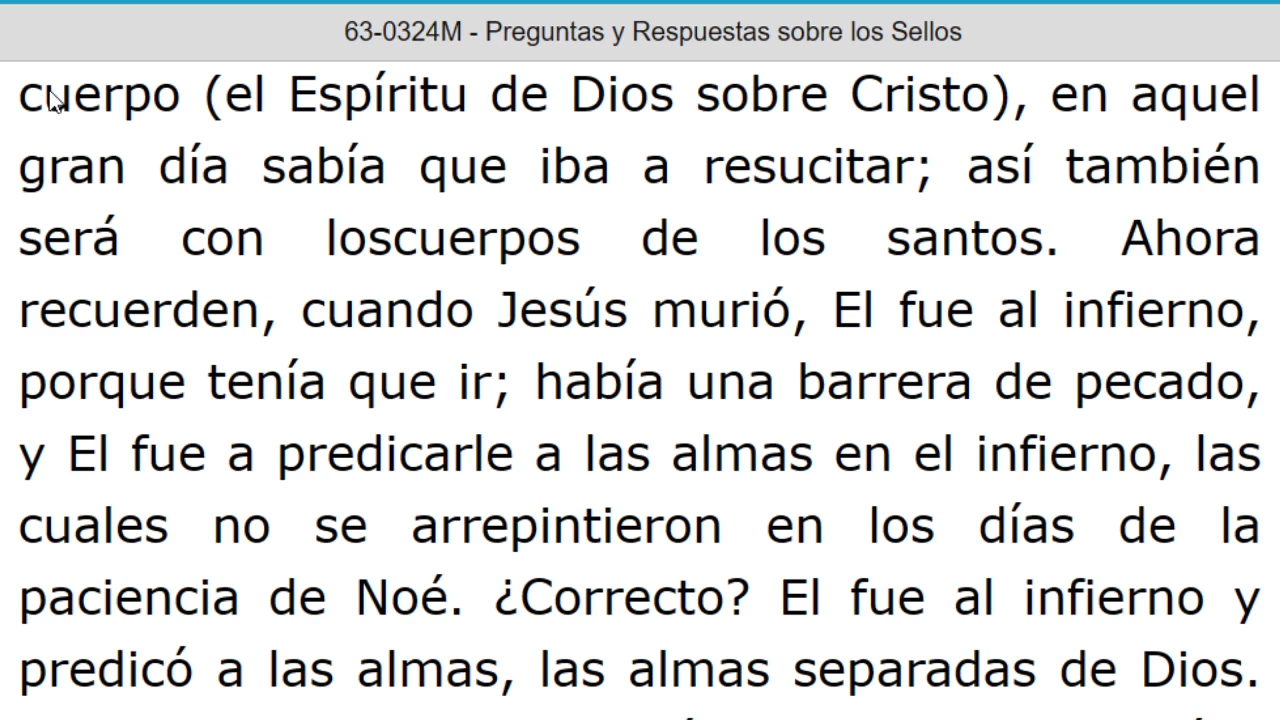 63-0324M - Preguntas y Respuestas sobre los Sellos
cuerpo (el Espíritu de Dios sobre Cristo), en aquel
gran día sabía que iba a resucitar; así también
será con loscuerpos de los santos. Ahora
recuerden, cuando Jesús murió, El fue al infierno,
porque tenía que ir; había una barrera de pecado,
y El fue a predicarle a las almas en el infierno, las
cuales no se arrepintieron en los días de la
paciencia de Noé. ¿Correcto? El fue al infierno y
predicó a las almas, las almas separadas de Dios.